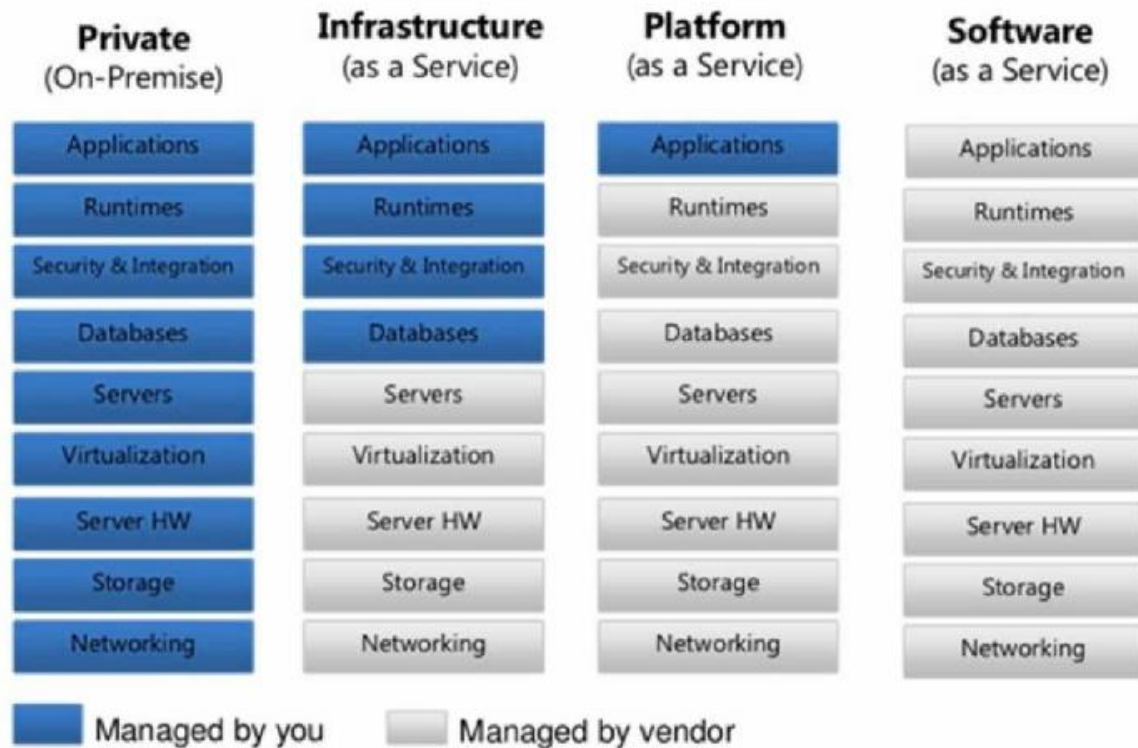 Private
(On-Premise)
Infrastructure
(as a Service)
Platform
(as a Service)
Software
(as a Service)
Applications
Runtimes
Security & Integration
Databases
Servers
Virtualization
Server HW
Storage
Networking
Applications
Runtimes
Security & Integration
Databases
Servers
Virtualization
Server HW
Storage
Networking
Applications
Runtimes
Security & Integration
Databases
Servers
Virtualization
Server HW
Storage
Networking
Applications
Runtimes
Security & Integration
Databases
Servers
Virtualization
Server HW
Storage
Networking
Managed by you
Managed by vendor